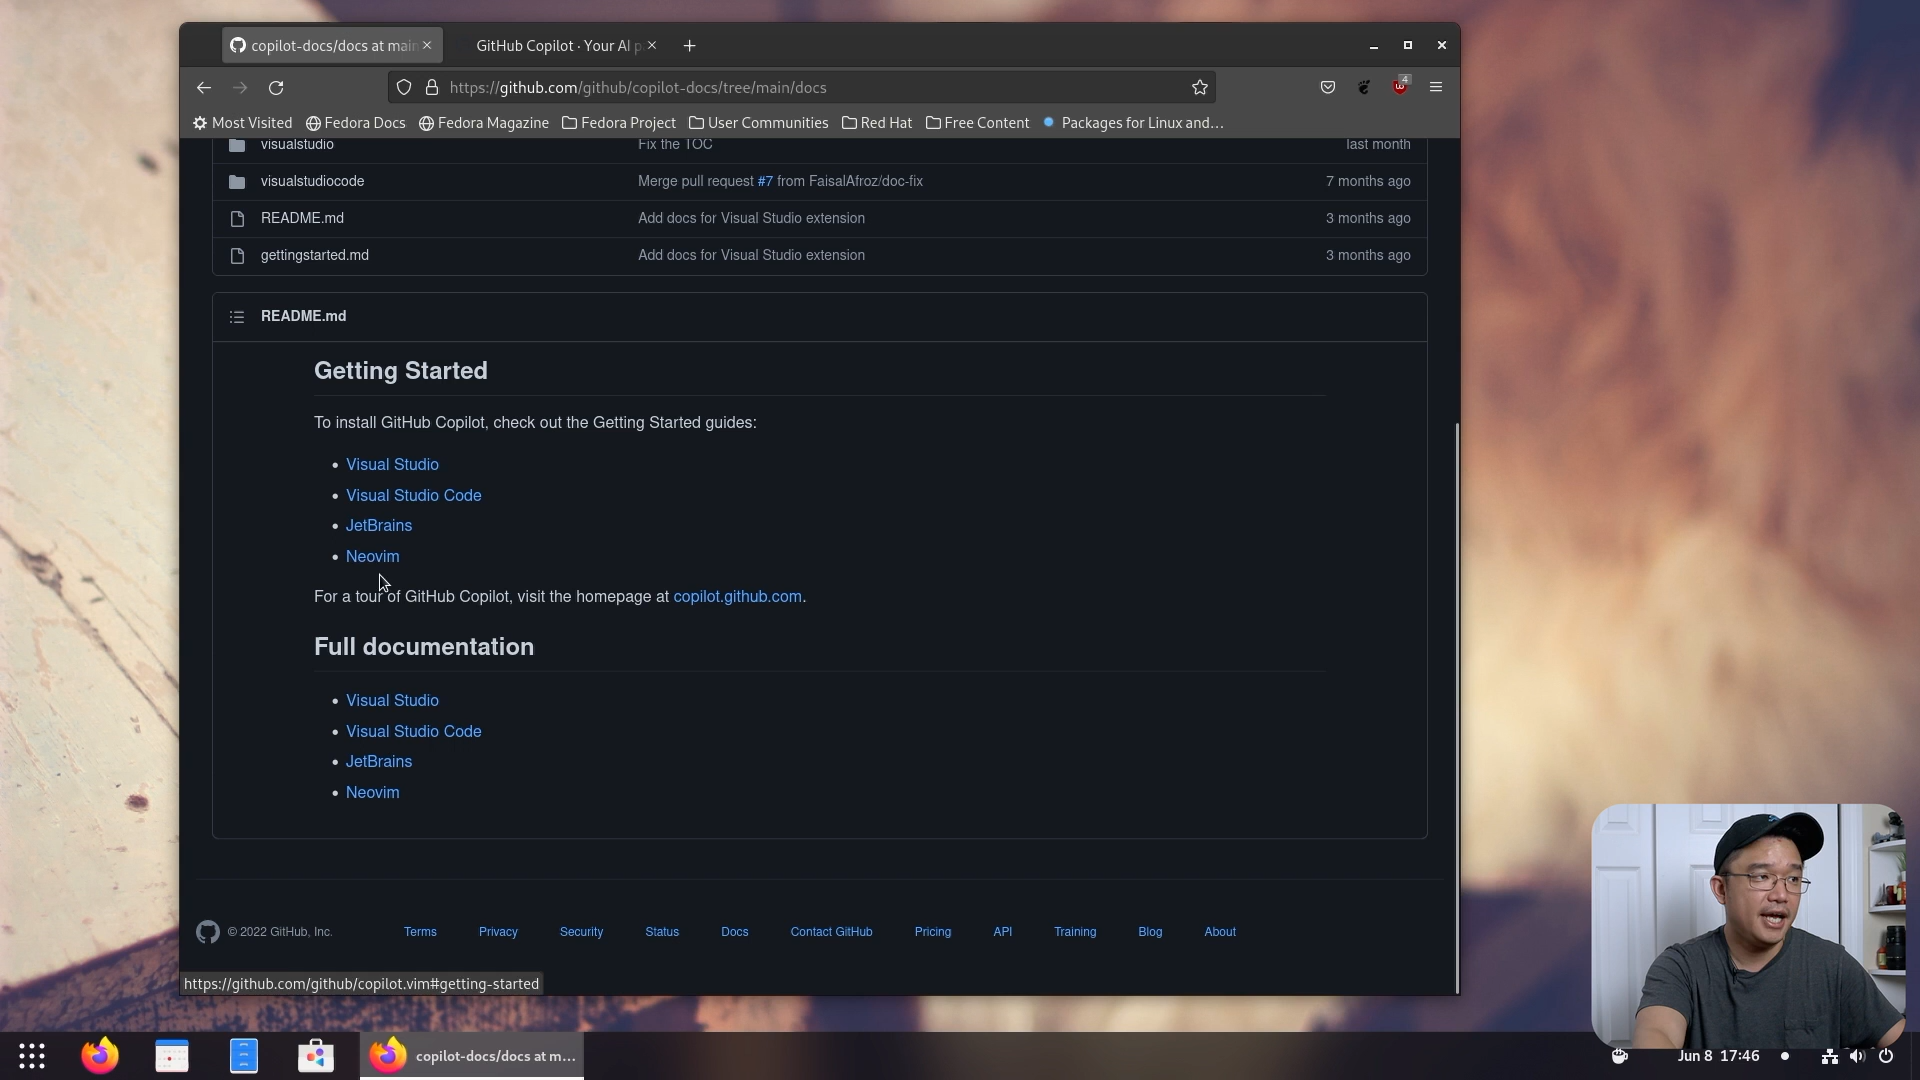 copilot-docs/docs at main
GitHub Copilot · Your AI p
https://github.com/github/copilot-docs/tree/main/docs
4
Most Visited Fedora Docs Fedora Magazine Fedora Project User Communities Red Hat Free Content Packages for Linux and...
visualstudio Fix the TOC last month
visualstudiocode Merge pull request #7 from FaisalAfroz/doc-fix 7 months ago
README.md Add docs for Visual Studio extension 3 months ago
gettingstarted.md Add docs for Visual Studio extension 3 months ago
README.md
Getting Started
To install GitHub Copilot, check out the Getting Started guides:
• Visual Studio
• Visual Studio Code
• JetBrains
• Neovim
For a tour of GitHub Copilot, visit the homepage at copilot.github.com.
Full documentation
• Visual Studio
• Visual Studio Code
• JetBrains
• Neovim
© 2022 GitHub, Inc. Terms Privacy Security Status Docs Contact GitHub Pricing API Training Blog About
https://github.com/github/copilot.vim#getting-started
copilot-docs/docs at m...
Jun 8 17:46